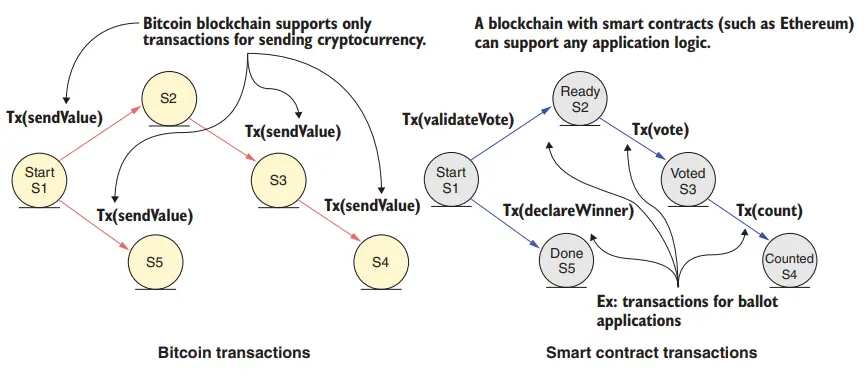 Bitcoin blockchain supports only
transactions for sending cryptocurrency.
Tx(sendValue)
S2
Tx(sendValue)
Start
S1
S3
Tx(sendValue)
Tx(sendValue)
S5
S4
Bitcoin transactions
A blockchain with smart contracts (such as Ethereum)
can support any application logic.
Ready
S2
Tx(validateVote)
Tx(vote)
Start
S1
Voted
S3
Tx(declareWinner)
Tx(count)
Done
S5
Counted
S4
Ex: transactions for ballot
applications
Smart contract transactions